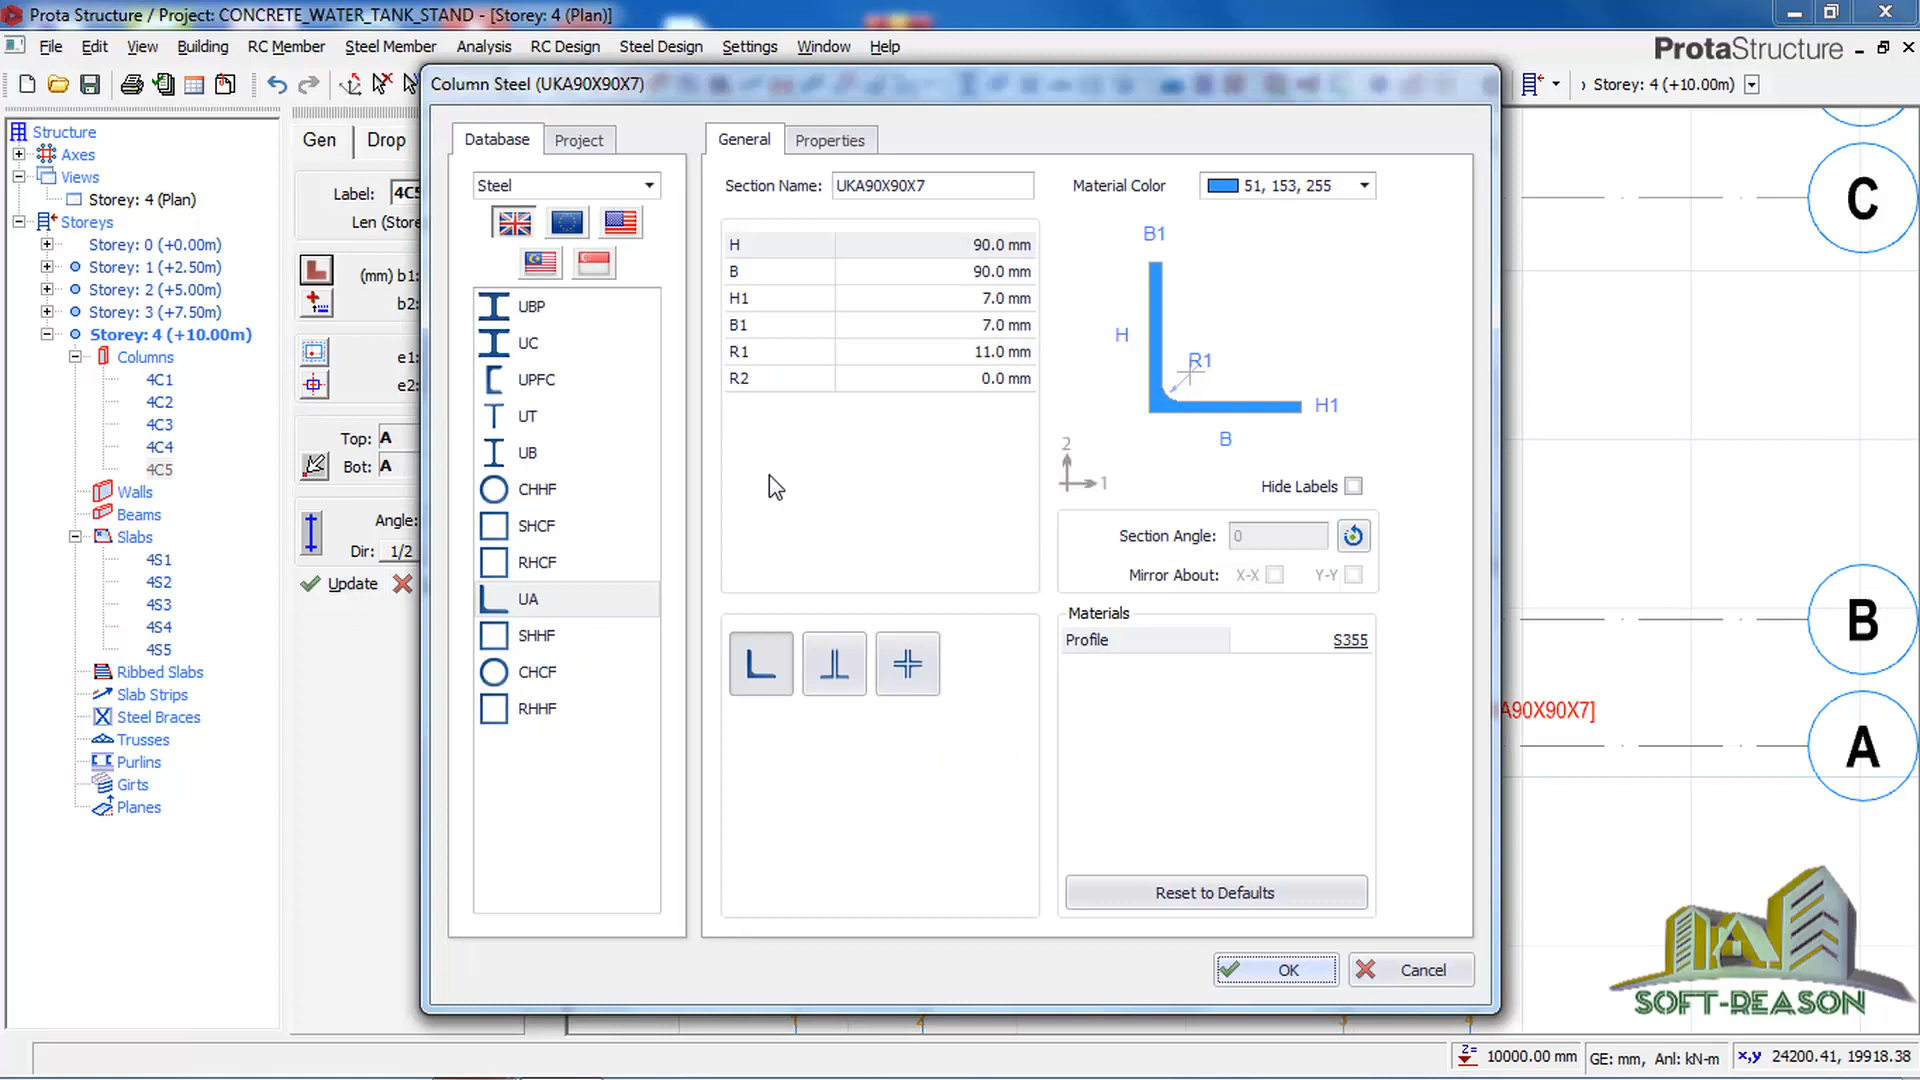 Prota Structure / Project: CONCRETE_WATER_TANK_STAND - [Storey: 4 (Plan)]
File Edit View Building RC Member Steel Member Analysis RC Design Steel Design Settings Window Help
ProtaStructure
Storey: 4 (+10.00m)
Structure
Axes
Views
Storey: 4 (Plan)
Storeys
Storey: 0 (+0.00m)
Storey: 1 (+2.50m)
Storey: 2 (+5.00m)
Storey: 3 (+7.50m)
Storey: 4 (+10.00m)
Columns
4C1
4C2
4C3
4C4
4C5
Walls
Beams
Slabs
4S1
4S2
4S3
4S4
4S5
Ribbed Slabs
Slab Strips
Steel Braces
Trusses
Purlins
Girts
Planes
Gen Drop
Label: 4C5
Len (Store
(mm) b1:
b2:
e1:
e2:
Top: A
Bot: A
Angle:
Dir: 1/2
Update
Column Steel (UKA90X90X7)
Database Project
Steel
UBP
UC
UPFC
UT
UB
CHHF
SHCF
RHCF
UA
SHHF
CHCF
RHHF
General Properties
Section Name: UKA90X90X7
Material Color 51, 153, 255
H 90.0 mm
B 90.0 mm
H1 7.0 mm
B1 7.0 mm
R1 11.0 mm
R2 0.0 mm
B1
H
R1
H1
B
2
1
Hide Labels
Section Angle: 0
Mirror About: X-X Y-Y
Materials
Profile S355
Reset to Defaults
OK Cancel
C
B
A90X90X7]
A
SOFT-REASON
Z= 10000.00 mm GE: mm, Anl: kN-m x,y 24200.41, 19918.38